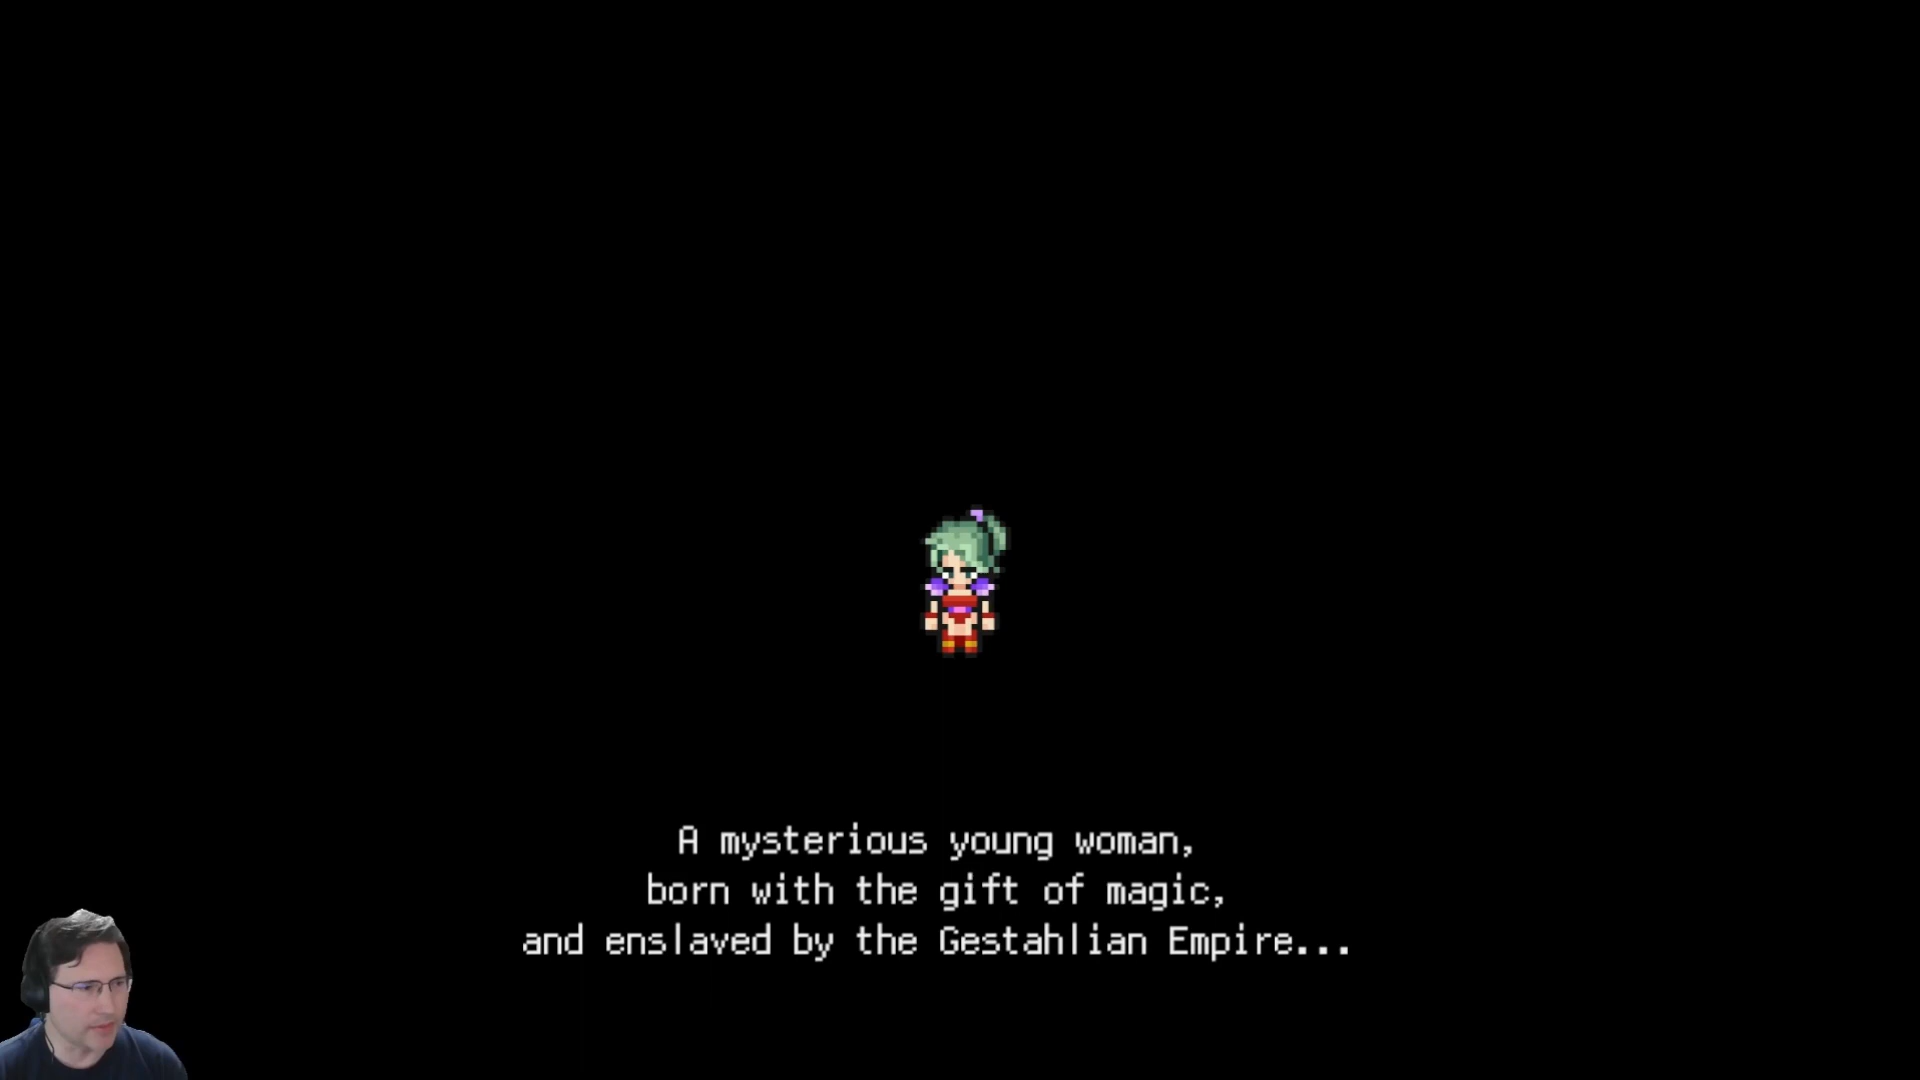 A mysterious young woman,
born with the gift of magic,
and enslaved by the Gestahlian Empire...